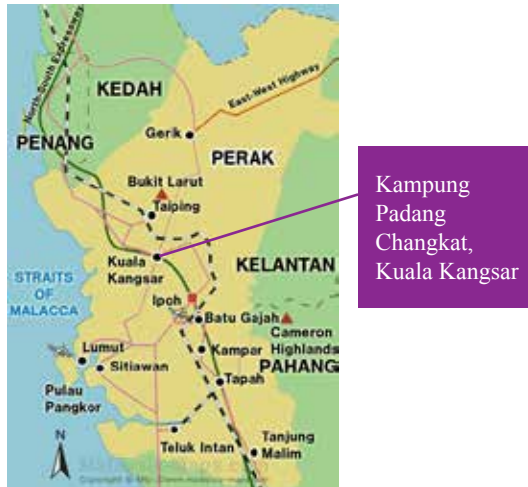 North-South Expressway
KEDAH
East-West Highway
PENANG
Gerik
PERAK
Bukit Larut
Taiping
Kampung
Padang
Changkat,
Kuala Kangsar
Kuala
Kangsar
KELANTAN
STRAITS
OF
MALACCA
Ipoh
Batu Gajah
Cameron
Highlands
Lumut
Sitiawan
Kampar
PAHANG
Pulau
Pangkor
Tapah
N
Teluk Intan
Tanjung
Malim